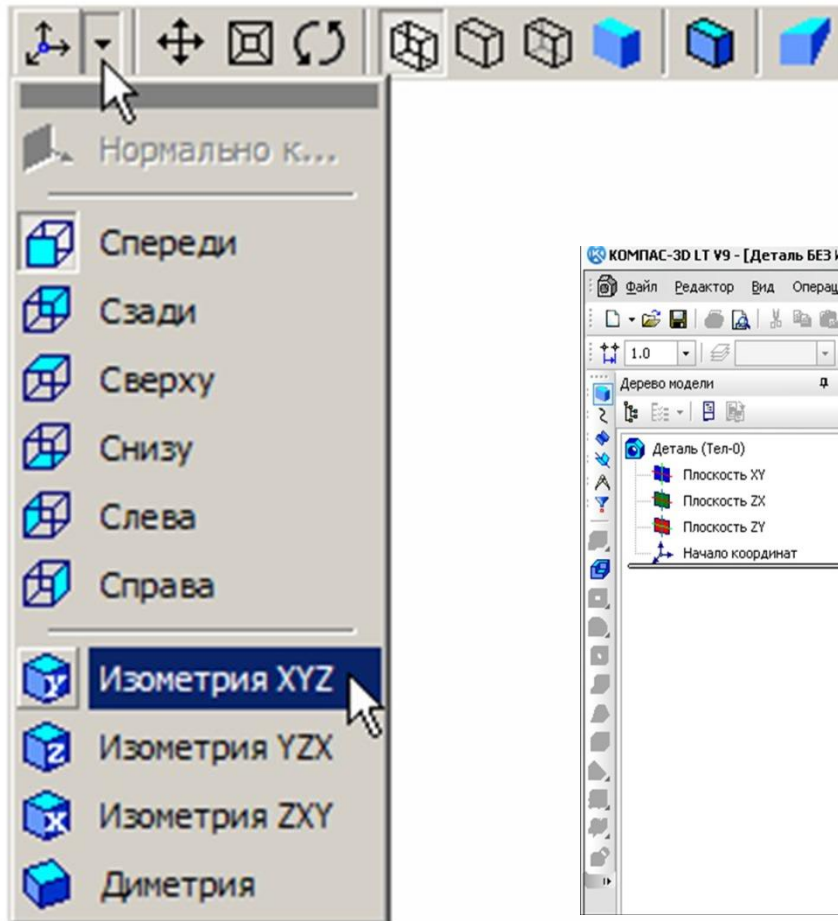 Нормально к...
Спереди
Сзади
Сверху
Снизу
Слева
Справа
Изометрия XYZ
Изометрия YZX
Изометрия ZXY
Диметрия
КОМПАС-3D LT V9 - [Деталь БЕЗ
Файл Редактор Вид Операц
1.0
Дерево модели
Деталь (Тел-0)
Плоскость XY
Плоскость ZX
Плоскость ZY
Начало координат